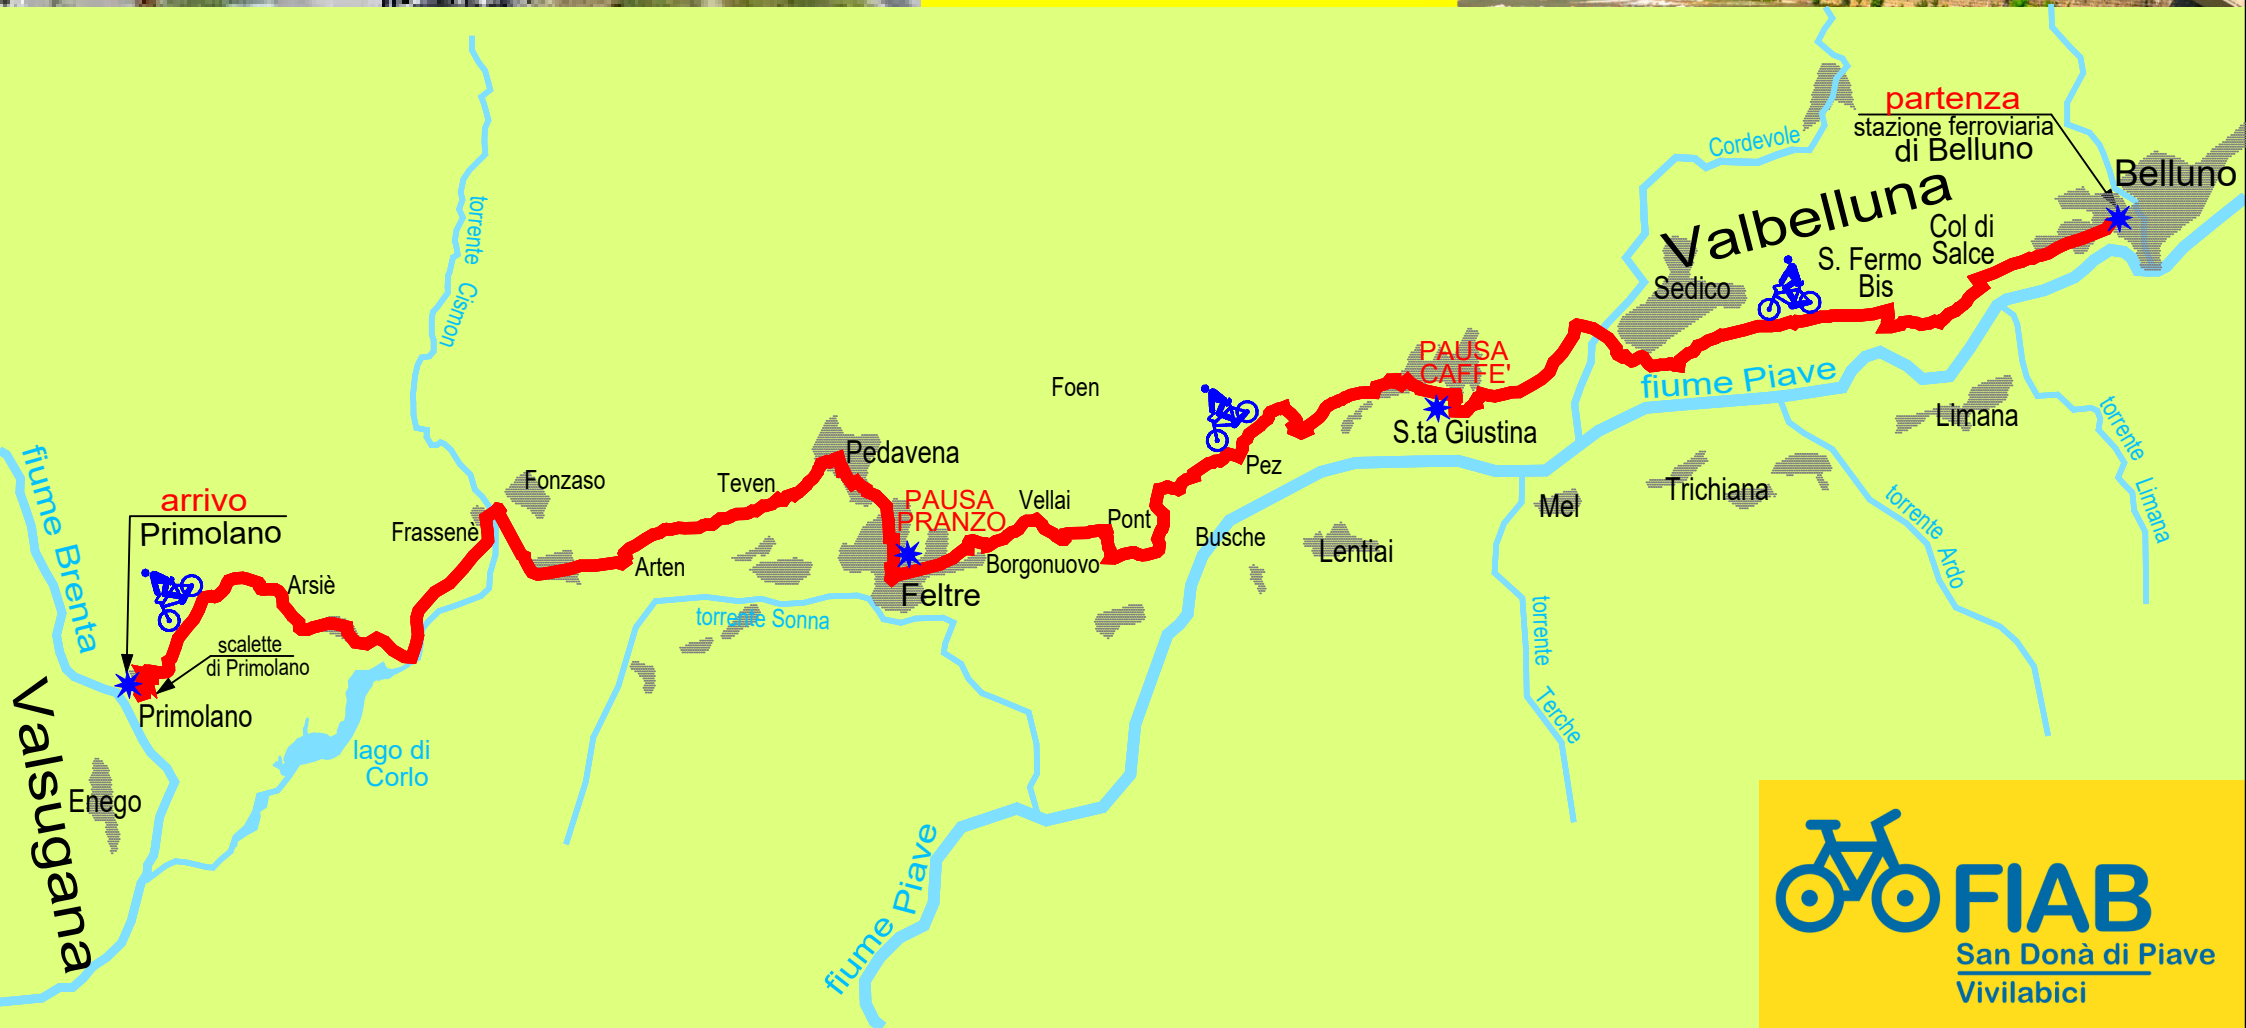 partenza
stazione ferroviaria
di Belluno
Belluno
Cordevole
Valbelluna
Col di
Salce
S. Fermo
Bis
Sedico
fiume Piave
Limana
torrente Limana
torrente Cismon
PAUSA
CAFFE'
S.ta Giustina
Foen
Pez
Pedavena
Fonzaso
Teven
PAUSA
PRANZO
Vellai
Pont
Busche
Mel
Trichiana
torrente Ardo
Lentiai
fiume Brenta
arrivo
Primolano
Frassenè
Arten
Borgonuovo
Feltre
Arsiè
torrente Sonna
torrente Terche
scalette
di Primolano
Primolano
Valsugana
lago di
Corlo
Enego
fiume Piave
FIAB
San Donà di Piave
Vivilabici